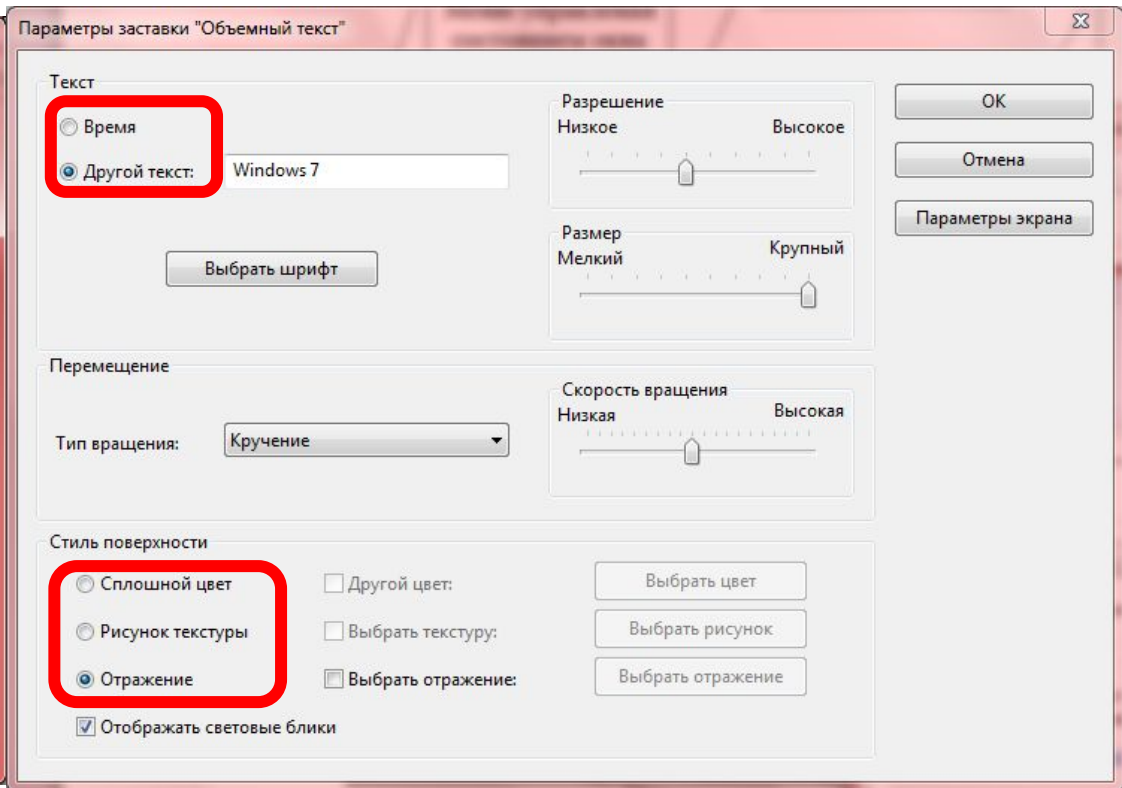 Параметры заставки "Объемный текст"
Текст
Время
Другой текст:
Windows 7
Выбрать шрифт
Разрешение
Низкое Высокое
Размер
Мелкий Крупный
OK
Отмена
Параметры экрана
Перемещение
Тип вращения:
Кручение
Скорость вращения
Низкая Высокая
Стиль поверхности
Сплошной цвет Другой цвет: Выбрать цвет
Рисунок текстуры Выбрать текстуру: Выбрать рисунок
Отражение Выбрать отражение: Выбрать отражение
Отображать световые блики